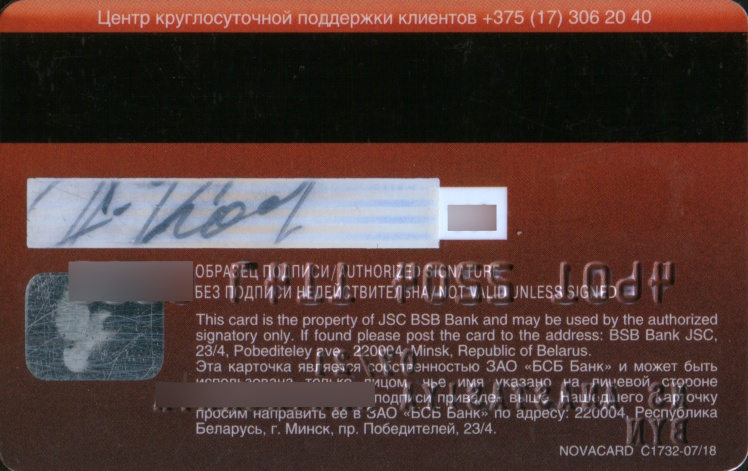 Центр круглосуточной поддержки клиентов +375 (17) 306 20 40
ОБРАЗЕЦ ПОДПИСИ/AUTHORIZED SIGNATURE
БЕЗ ПОДПИСИ НЕДЕЙСТВИТЕЛЬНА/NOT VALID UNLESS SIGNED
This card is the property of JSC BSB Bank and may be used by the authorized
signatory only. If found please post the card to the address: BSB Bank JSC,
23/4, Pobediteley av., 220004, Minsk, Republic of Belarus.
Эта карточка является собственностью ЗАО «БСБ Банк» и может быть
использована только лицом, чье имя указано на лицевой стороне
подписи приведен выше. Нашедшего карточку
просим направить ее в ЗАО «БСБ Банк» по адресу: 220004, Республика
Беларусь, г. Минск, пр. Победителей, 23/4.
NOVACARD C1732-07/18